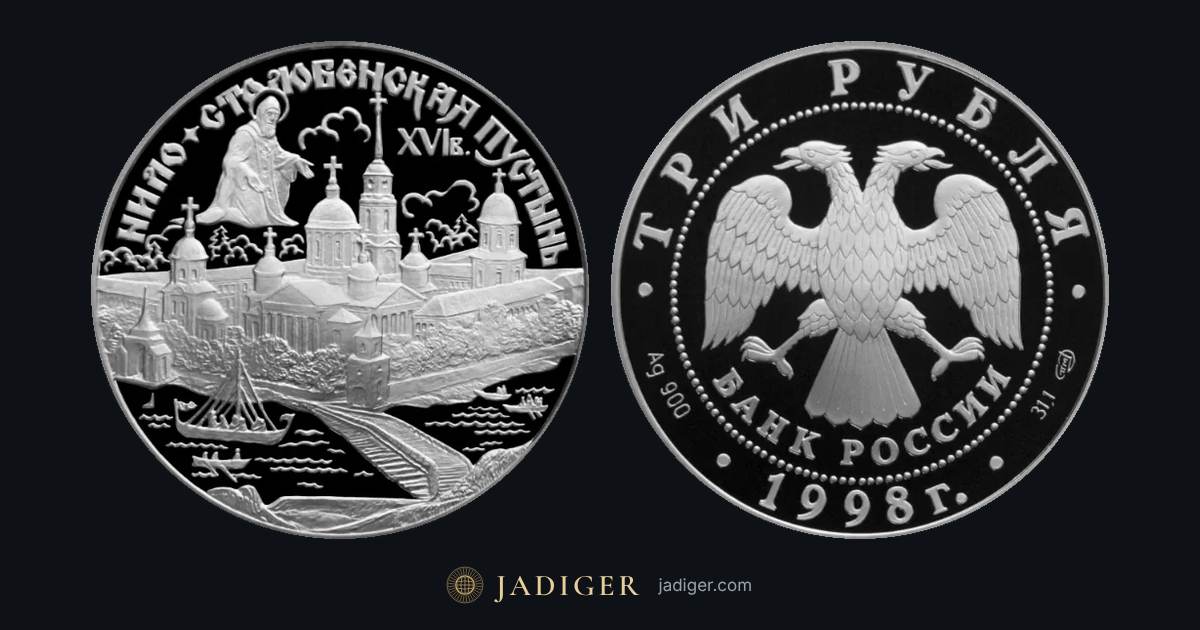 НИЛО-СТОЛОБЕНСКАЯ ПУСТЫНЬ
XVIв.
ТРИ РУБЛЯ
Ag 900
31,1
БАНК РОССИИ
1998г.
JADIGER
jadiger.com